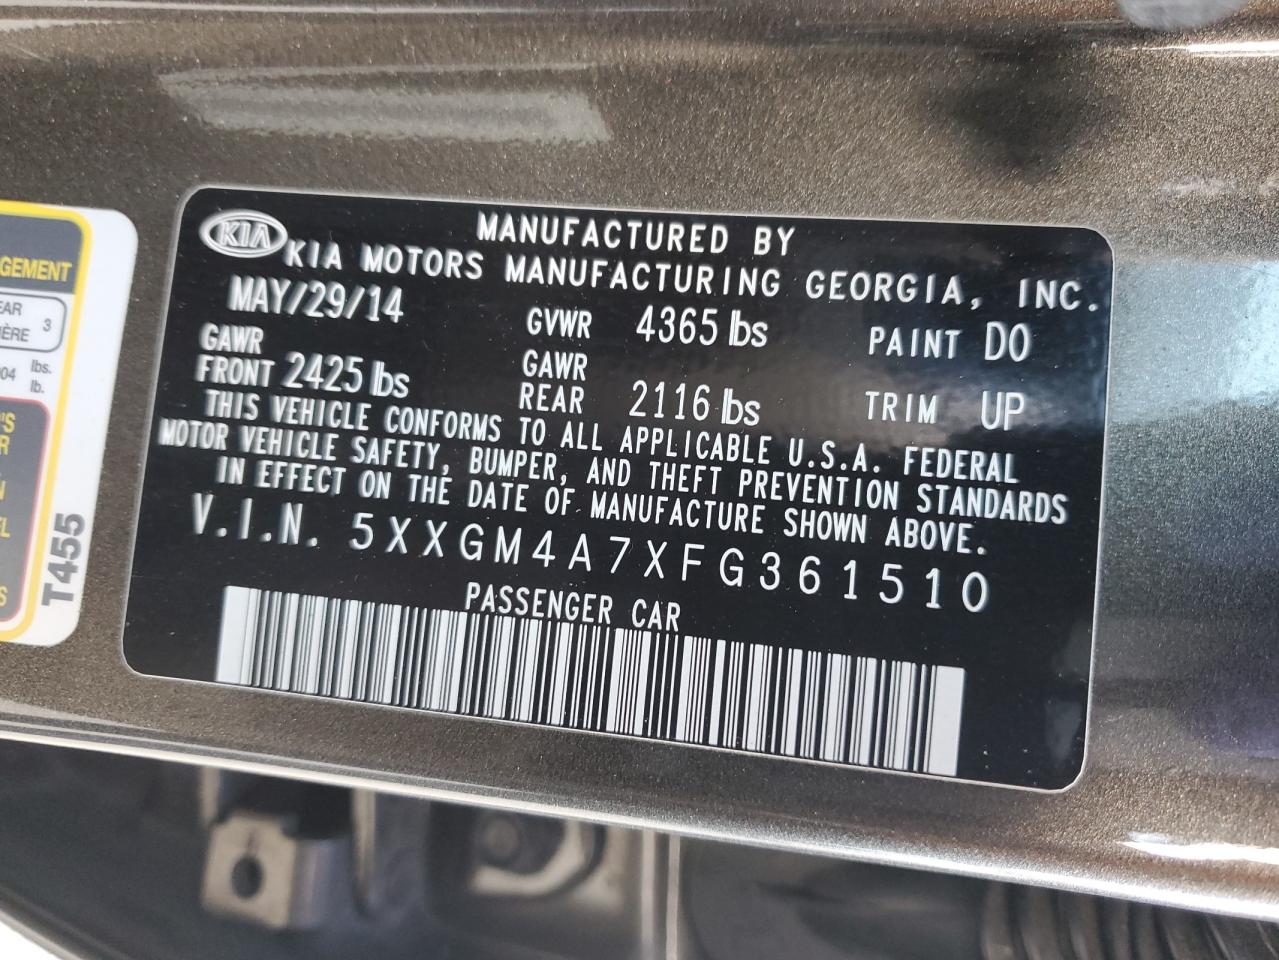 KIA
MANUFACTURED BY
KIA MOTORS MANUFACTURING GEORGIA, INC.
MAY/29/14 GVWR 4365 lbs PAINT D0
GAWR FRONT 2425 lbs GAWR REAR 2116 lbs TRIM UP
THIS VEHICLE CONFORMS TO ALL APPLICABLE U.S.A. FEDERAL
MOTOR VEHICLE SAFETY, BUMPER, AND THEFT PREVENTION STANDARDS
IN EFFECT ON THE DATE OF MANUFACTURE SHOWN ABOVE.
V.I.N. 5XXGM4A7XFG361510
PASSENGER CAR
3
lbs.
lb.
T455